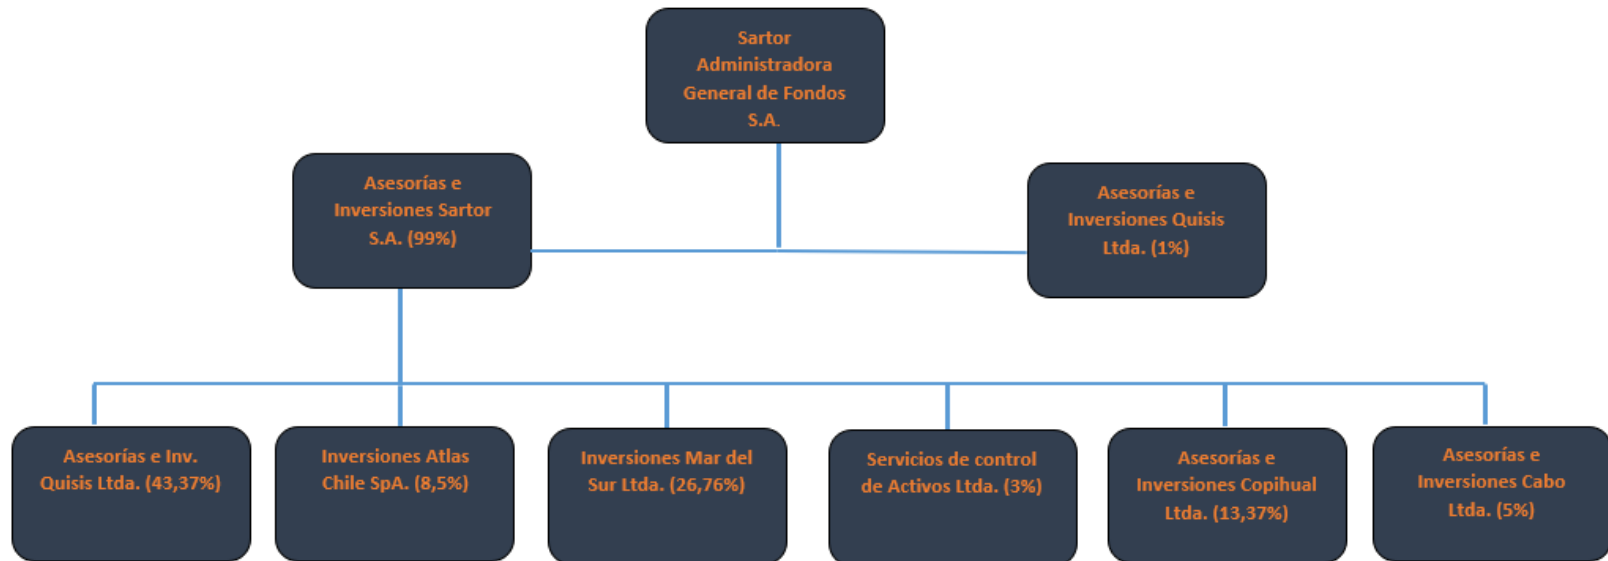 Sartor
Administradora
General de Fondos
S.A.
Asesorías e
Inversiones Sartor
S.A. (99%)
Asesorías e
Inversiones Quisis
Ltda. (1%)
Asesorías e Inv.
Quisis Ltda. (43,37%)
Inversiones Atlas
Chile SpA. (8,5%)
Inversiones Mar del
Sur Ltda. (26,76%)
Servicios de control
de Activos Ltda. (3%)
Asesorías e
Inversiones Copihual
Ltda. (13,37%)
Asesorías e
Inversiones Cabo
Ltda. (5%)